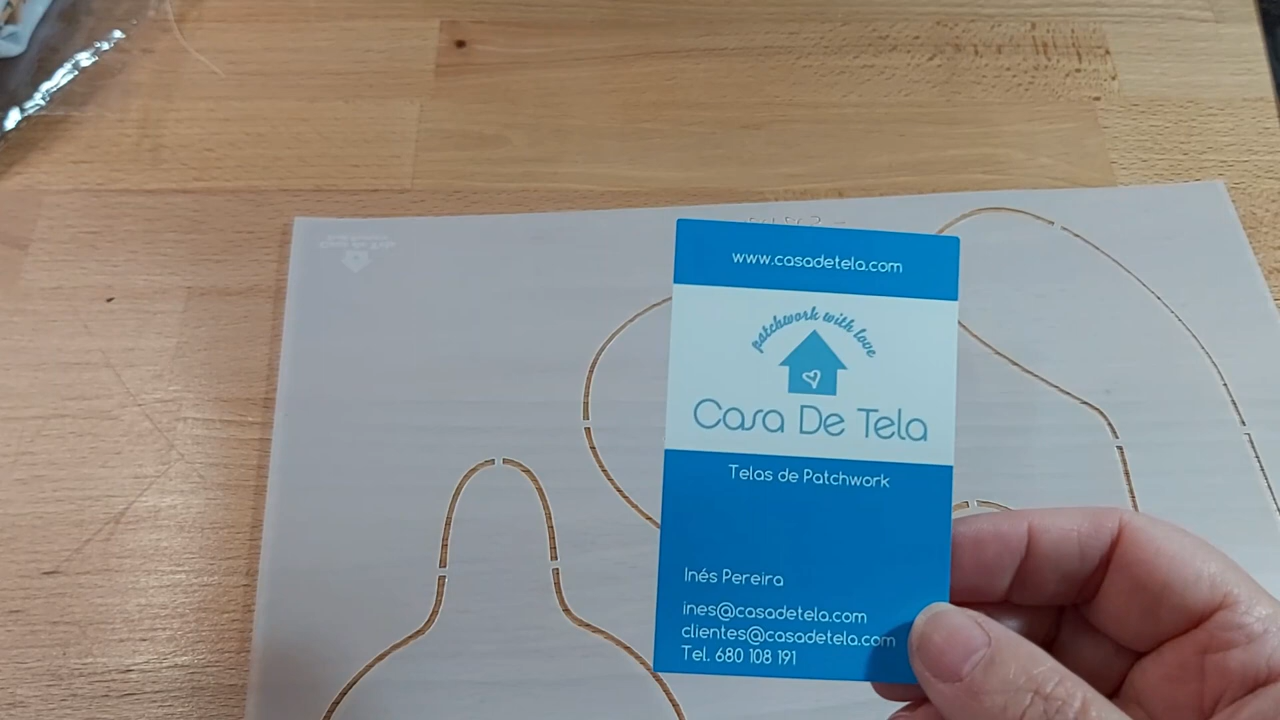 www.casadetela.com
patchwork with love
Casa De Tela
Telas de Patchwork
Inés Pereira
ines@casadetela.com
clientes@casadetela.com
Tel. 680 108 191